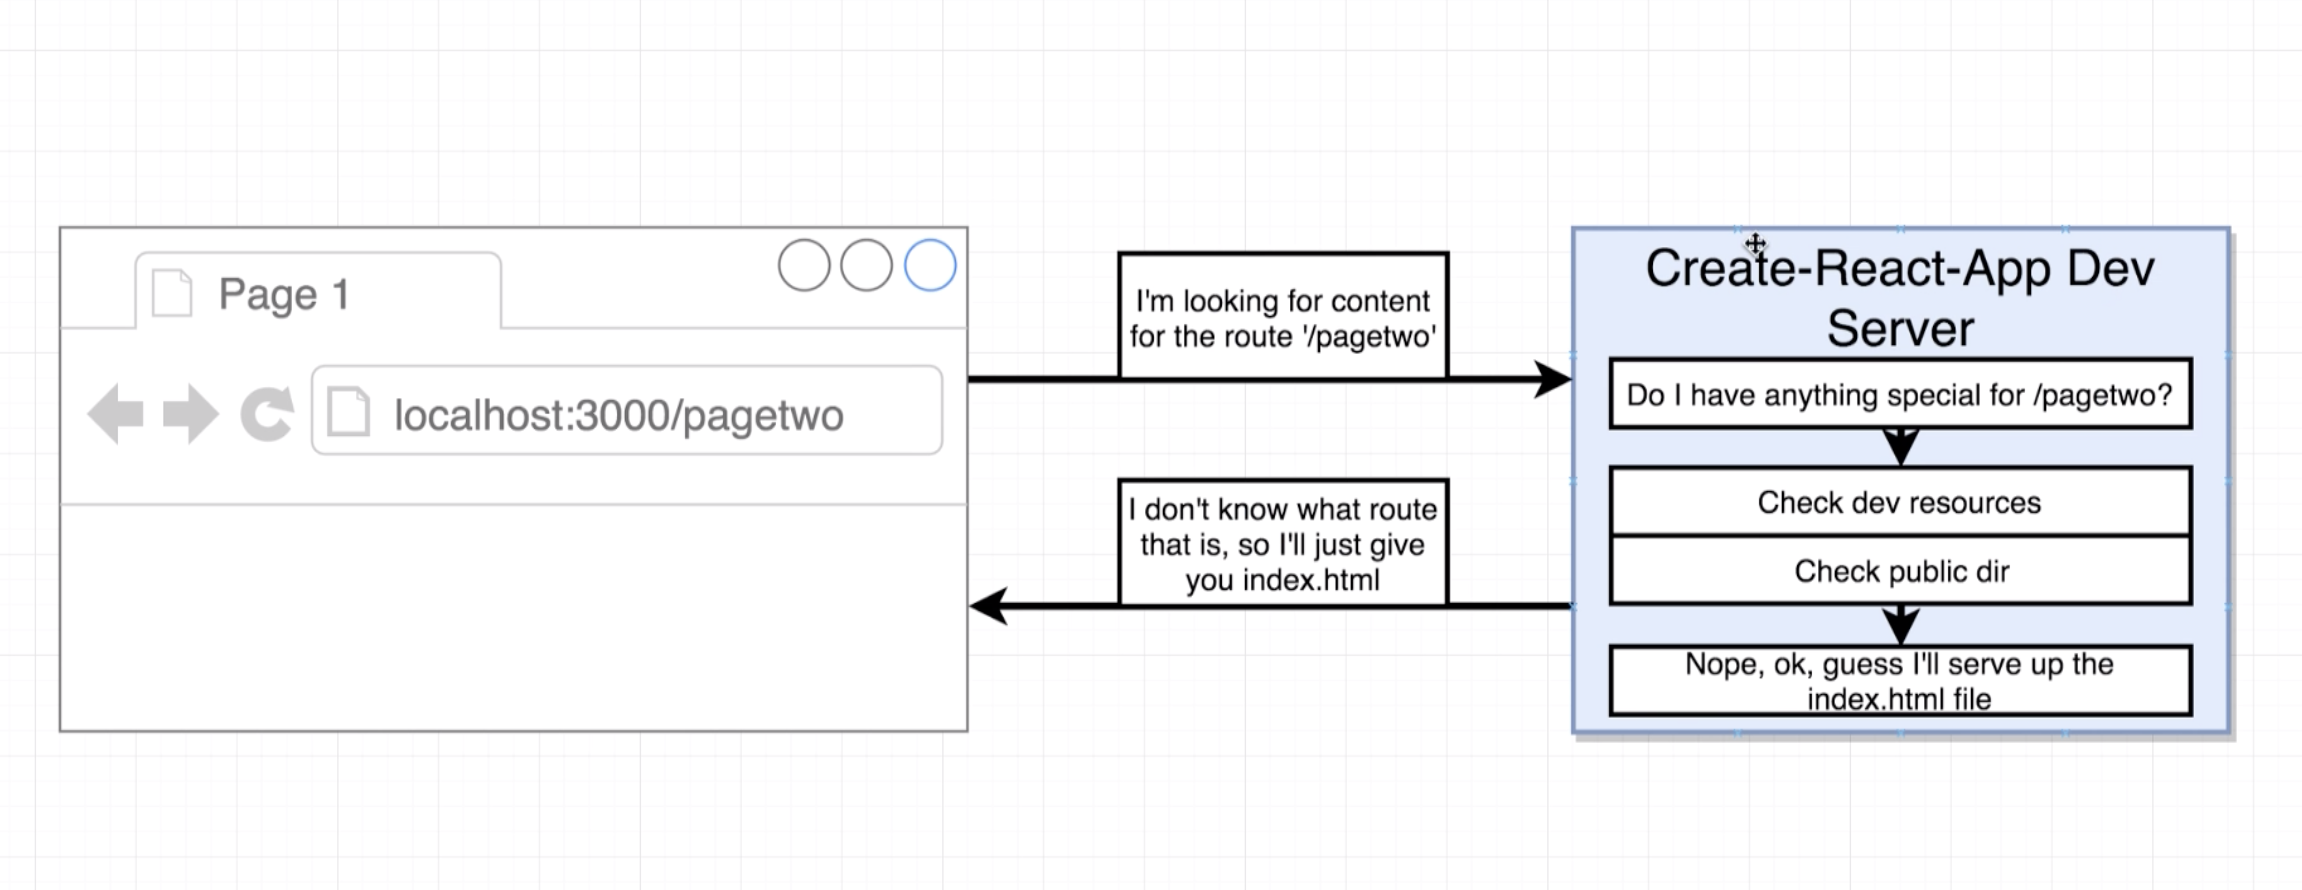 Page 1
localhost:3000/pagetwo
I'm looking for content
for the route '/pagetwo'
I don't know what route
that is, so I'll just give
you index.html
Create-React-App Dev
Server
Do I have anything special for /pagetwo?
Check dev resources
Check public dir
Nope, ok, guess I'll serve up the
index.html file